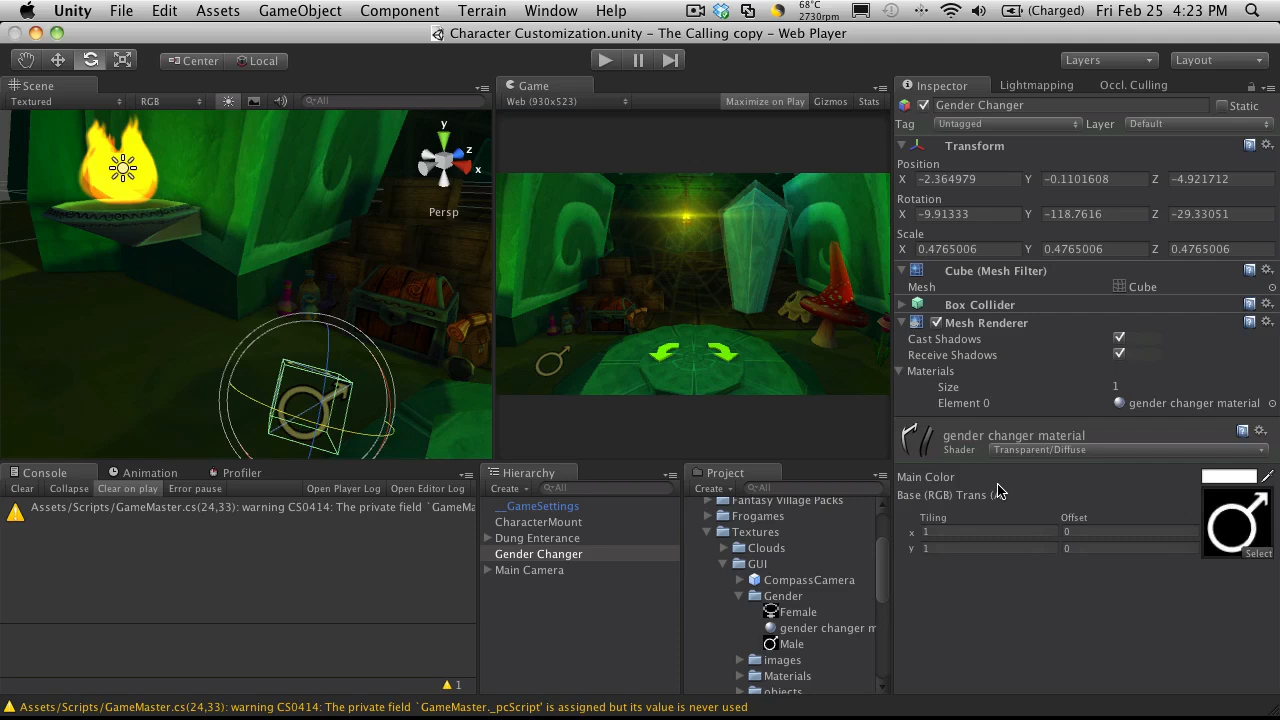 Unity File Edit Assets GameObject Component Terrain Window Help 68°C 2730rpm (Charged) Fri Feb 25 4:23 PM
Character Customization.unity - The Calling copy - Web Player
Center Local Layers Layout
Scene Game Inspector Lightmapping Occl. Culling
Textured RGB All Web (930x523) Maximize on Play Gizmos Stats
Gender Changer Static
Tag Untagged Layer Default
Transform
Position
X -2.364979 Y -0.1101608 Z -4.921712
Rotation
X -9.91333 Y -118.7616 Z -29.33051
Scale
X 0.4765006 Y 0.4765006 Z 0.4765006
y
z
x
Persp
Cube (Mesh Filter)
Mesh Cube
Box Collider
Mesh Renderer
Cast Shadows
Receive Shadows
Materials
Size 1
Element 0 gender changer material
gender changer material
Shader Transparent/Diffuse
Main Color
Base (RGB) Trans (
Tiling Offset
x 1 0
y 1 0
Select
Console Animation Profiler
Clear Collapse Clear on play Error pause Open Player Log Open Editor Log
Assets/Scripts/GameMaster.cs(24,33): warning CS0414: The private field `GameMa
1
Hierarchy
Create All
__GameSettings
CharacterMount
Dung Enterance
Gender Changer
Main Camera
Project
Create All
Fantasy Village Packs
Frogames
Textures
Clouds
GUI
CompassCamera
Gender
Female
gender changer m
Male
images
Materials
objects
Assets/Scripts/GameMaster.cs(24,33): warning CS0414: The private field `GameMaster._pcScript' is assigned but its value is never used